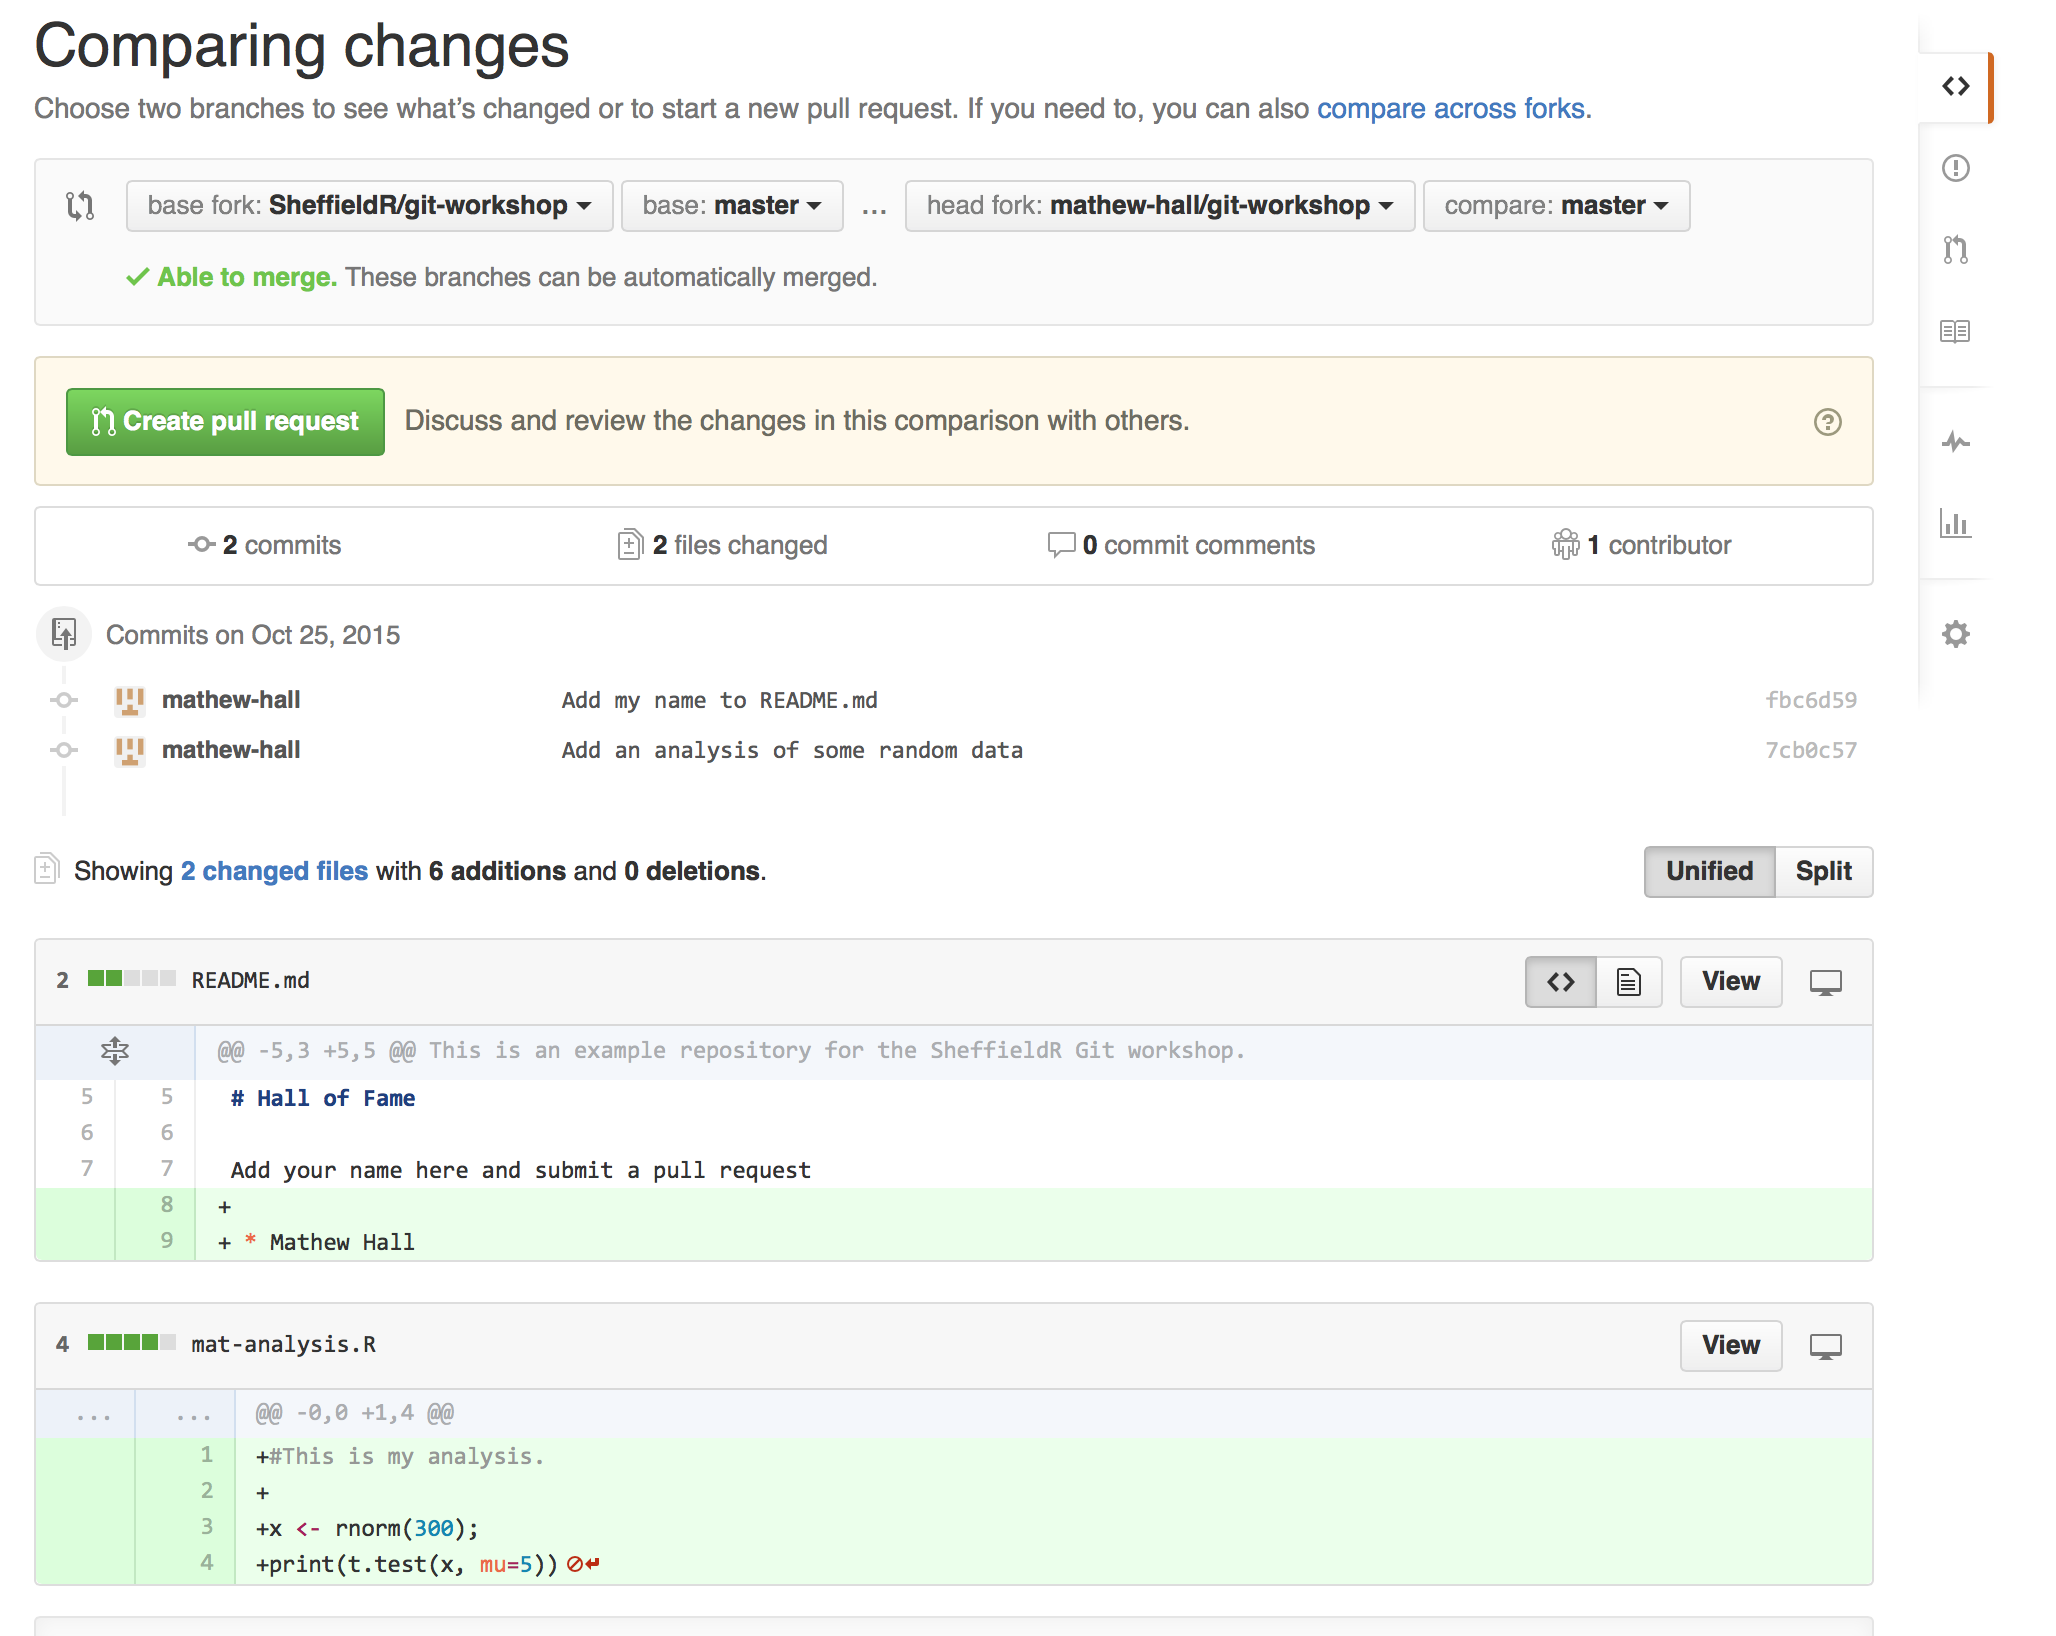 Comparing changes
Choose two branches to see what’s changed or to start a new pull request. If you need to, you can also compare across forks.
base fork: SheffieldR/git-workshop base: master ... head fork: mathew-hall/git-workshop compare: master
Able to merge. These branches can be automatically merged.
Create pull request Discuss and review the changes in this comparison with others.
2 commits 2 files changed 0 commit comments 1 contributor
Commits on Oct 25, 2015
mathew-hall Add my name to README.md fbc6d59
mathew-hall Add an analysis of some random data 7cb0c57
Showing 2 changed files with 6 additions and 0 deletions. Unified Split
2 README.md View
@@ -5,3 +5,5 @@ This is an example repository for the SheffieldR Git workshop.
5 5 # Hall of Fame
6 6
7 7 Add your name here and submit a pull request
8 +
9 + * Mathew Hall
4 mat-analysis.R View
... ... @@ -0,0 +1,4 @@
1 +#This is my analysis.
2 +
3 +x <- rnorm(300);
4 +print(t.test(x, mu=5))